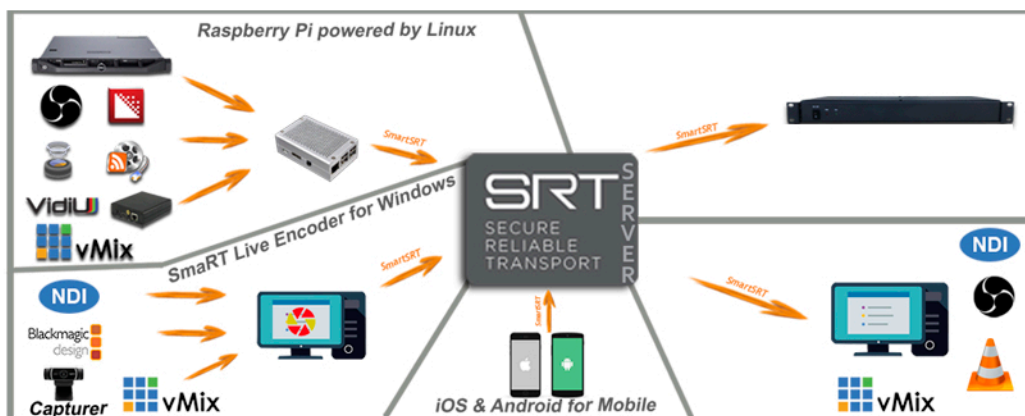 Raspberry Pi powered by Linux
SmartSRT
SmartSRT
VidiU
vMix
SmaRT Live Encoder for Windows
SRT
SECURE
RELIABLE
TRANSPORT
SERVER
NDI
Blackmagic
design
Capturer
vMix
SmartSRT
SmartSRT
iOS & Android for Mobile
SmartSRT
NDI
vMix